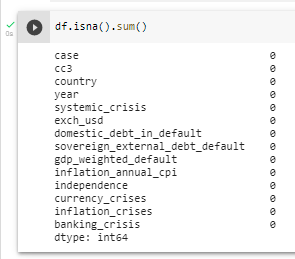 df.isna().sum()
0s
case 0
cc3 0
country 0
year 0
systemic_crisis 0
exch_usd 0
domestic_debt_in_default 0
sovereign_external_debt_default 0
gdp_weighted_default 0
inflation_annual_cpi 0
independence 0
currency_crises 0
inflation_crises 0
banking_crisis 0
dtype: int64